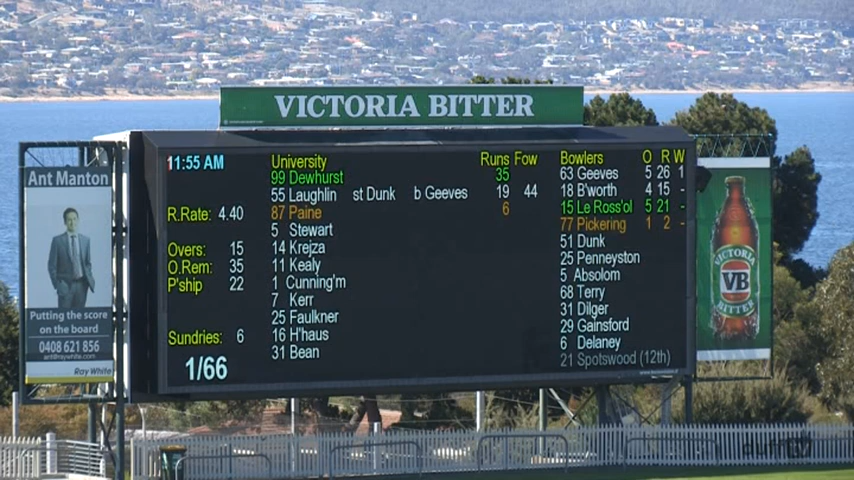 VICTORIA BITTER
11:55 AM
University Runs Fow
99 Dewhurst 35
55 Laughlin st Dunk b Geeves 19 44
87 Paine 6
5 Stewart
14 Krejza
11 Kealy
1 Cunning'm
7 Kerr
25 Faulkner
16 H'haus
31 Bean
R.Rate: 4.40
Overs: 15
O.Rem: 35
P'ship 22
Sundries: 6
1/66
Bowlers O R W
63 Geeves 5 26 1
18 B'worth 4 15 -
15 Le Ross'ol 5 21 -
77 Pickering 1 2 -
51 Dunk
25 Penneyston
5 Absolom
68 Terry
31 Dilger
29 Gainsford
6 Delaney
21 Spotswood (12th)
Ant Manton
Putting the score
on the board
0408 621 856
ant@raywhite.com
Ray White
VICTORIA
VB
BITTER
duffTV